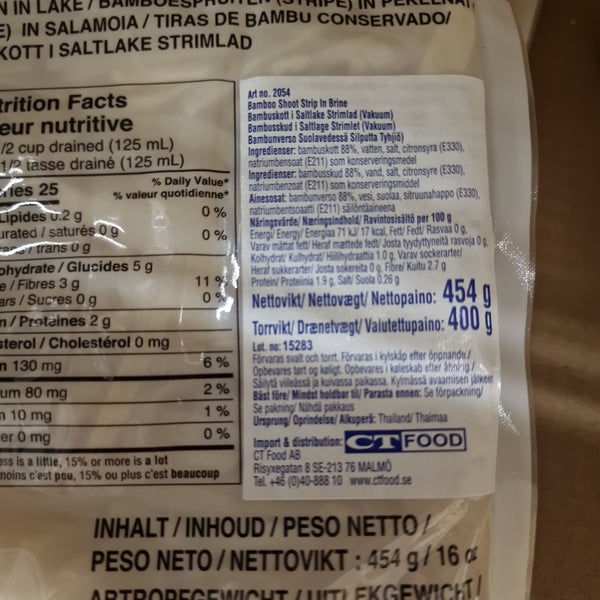 IN LAKE / BAMBOESPRUITEN (STRIPE) IN PEKELNAT
E) IN SALAMOIA / TIRAS DE BAMBU CONSERVADO/
KOTT I SALTLAKE STRIMLAD
trition Facts
eur nutritive
/2 cup drained (125 mL)
1/2 tasse drainé (125 mL)
% Daily Value*
% valeur quotidienne*
ries 25
Lipides 0.2 g 0 %
urated / saturés 0 g 0 %
trans 0 g
ohydrate / Glucides 5 g
e / Fibres 3 g 11 %
ars / Sucres 0 g 0 %
n / Protéines 2 g
sterol / Cholestérol 0 mg
m 130 mg 6 %
um 80 mg 2 %
m 10 mg 1 %
er 0 mg 0 %
ess is a little, 15% or more is a lot
moins c'est peu, 15% ou plus c'est beaucoup
Art no. 2054
Bamboo Shoot Strip In Brine
Bambuskott i Saltlake Strimlad (Vakuum)
Bambusskud i Saltlage Strimlet (Vakuum)
Bambunverso Suolavedessä Silputta Tyhjiö)
Ingredienser: bambuskott 88%, vatten, salt, citronsyra (E330),
natriumbenzoat (E211) som konserveringsmedel
Ingredienser: bambusskud 88%, vand, salt, citronsyre (E330),
natriumbenzoat (E211) som konserveringsmiddel
Ainesosat: bambunverso 88%, vesi, suolaa, sitruunahappo (E330),
natriumbentsoaatti (E211) säilöntäaineena
Näringsvärde/ Næringsindhold/ Ravintosisältö per 100 g
Energi/ Energy/ Energiaa 71 kJ/ 17 kcal, Fett/ Fedt/ Rasvaa 0 g,
Varav mättat fett/ Heraf mættede fedt/ Josta tyydyttyneitä rasvoja 0 g,
Kolhydrat/ Kulhydrat/ Hiilihydraattia 1.0 g, Varav sockerarter/
Heraf sukkerarter/ Josta sokereita 0 g, Fibre/ Kuitu 2.7 g
Protein/ Proteiinia 1.9 g, Salt/ Suola 0.26 g
Nettovikt/ Nettovægt/ Nettopaino: 454 g
Torrvikt/ Drænetvægt/ Valutettupaino: 400 g
Lot. no: 15283
Förvaras svalt och torrt. Förvaras i kylskåp efter öppnande./
Opbevares tørt og køligt. Opbevares i køleskab efter åbning./
Säilytä viileässä ja kuivassa paikassa. Kylmässä avaamisen jälkeen
Bäst före/ Mindst holdbar til/ Parasta ennen: Se förpackning/
Se pakning/ Nähdä pakkaus
Ursprung/ Oprindelse/ Alkuperä: Thailand/ Thaimaa
Import & distribution: CT FOOD
CT Food AB
Risyxegatan 8 SE-213 76 MALMÖ
Tel. +46 (0)40-888 10 www.ctfood.se
INHALT / INHOUD / PESO NETTO /
PESO NETO / NETTOVIKT : 454 g / 16 oz
ABTROPFGEWICHT / UITLEKGEWICHT /